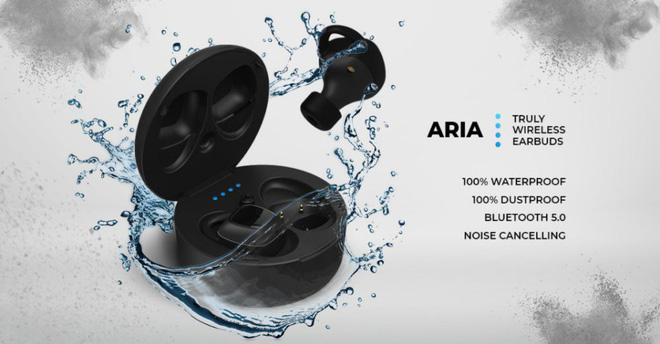 ARIA
TRULY
WIRELESS
EARBUDS
100% WATERPROOF
100% DUSTPROOF
BLUETOOTH 5.0
NOISE CANCELLING